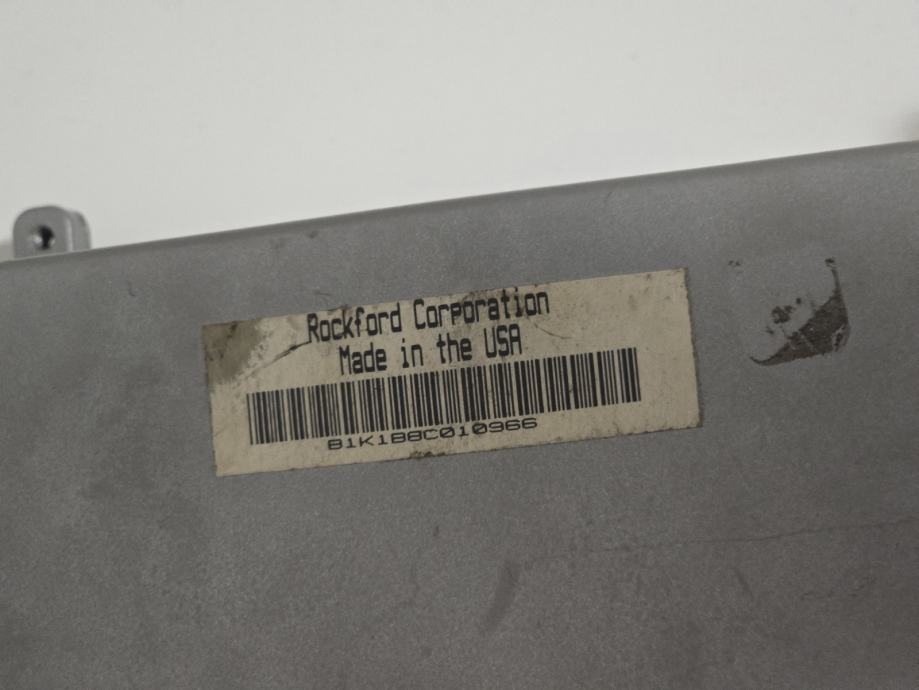 Rockford Corporation
Made in the USA
B1K1B8C010966